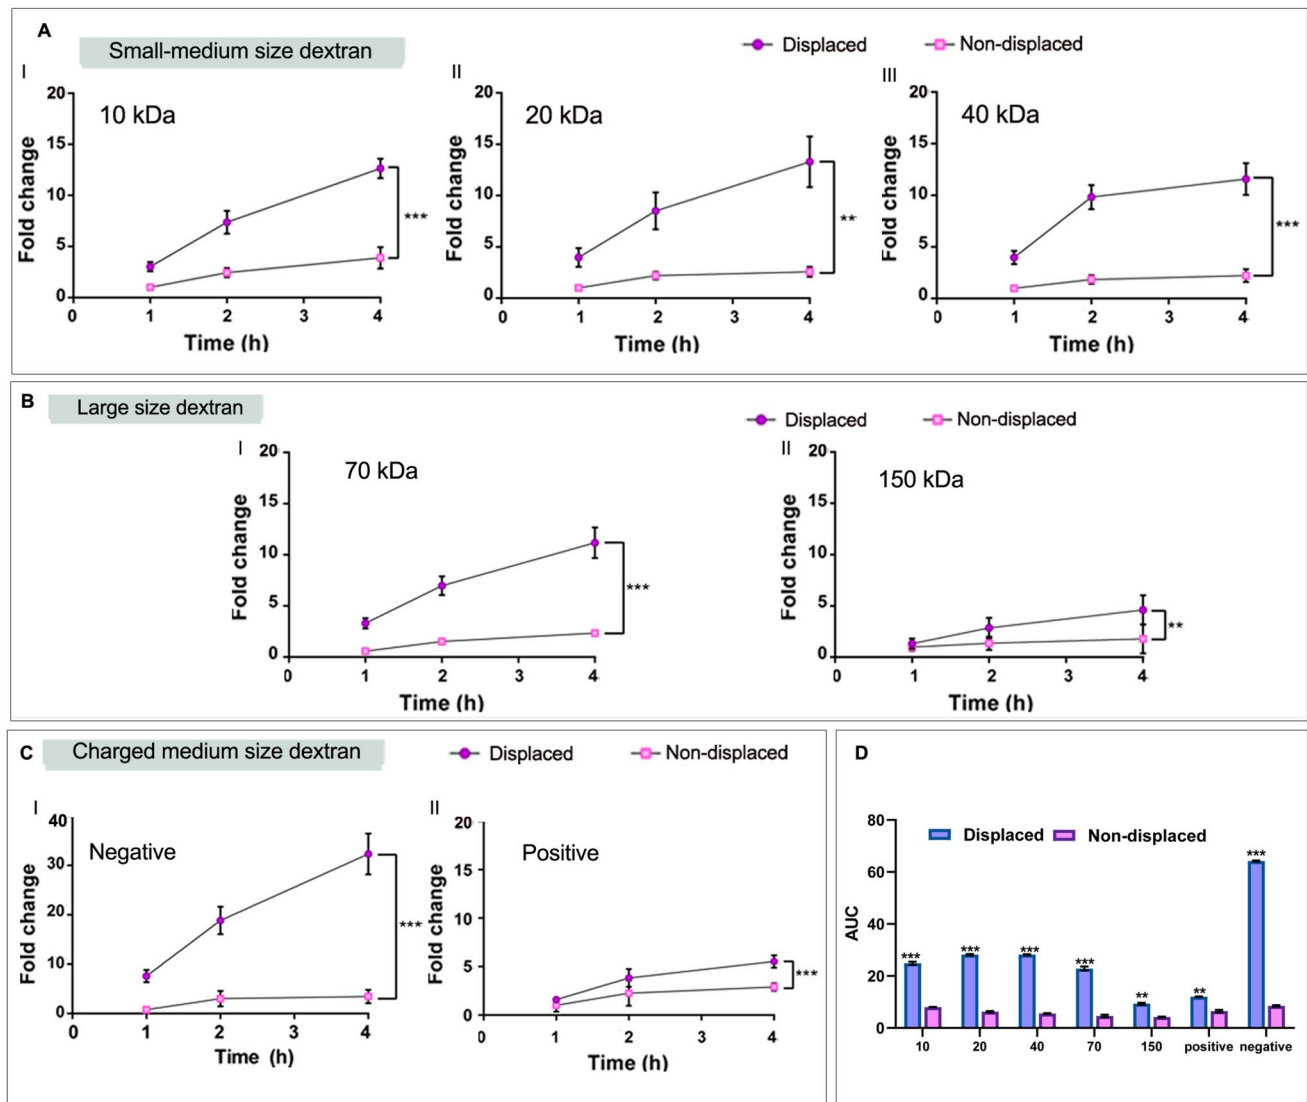 A
Small-medium size dextran
Displaced
Non-displaced
I
II
III
20
15
10
5
0
Fold change
10 kDa
***
0 1 2 3 4
Time (h)
20
15
10
5
0
Fold change
20 kDa
**
0 1 2 3 4
Time (h)
20
15
10
5
0
Fold change
40 kDa
***
0 1 2 3 4
Time (h)
B
Large size dextran
Displaced
Non-displaced
I
II
20
15
10
5
0
Fold change
70 kDa
***
0 1 2 3 4
Time (h)
20
15
10
5
0
Fold change
150 kDa
**
0 1 2 3 4
Time (h)
C
Charged medium size dextran
Displaced
Non-displaced
I
II
40
30
20
10
0
Fold change
Negative
***
0 1 2 3 4
Time (h)
20
15
10
5
0
Fold change
Positive
***
0 1 2 3 4
Time (h)
D
80
60
40
20
0
AUC
Displaced
Non-displaced
*** *** *** *** ** ** ***
10 20 40 70 150 positive negative